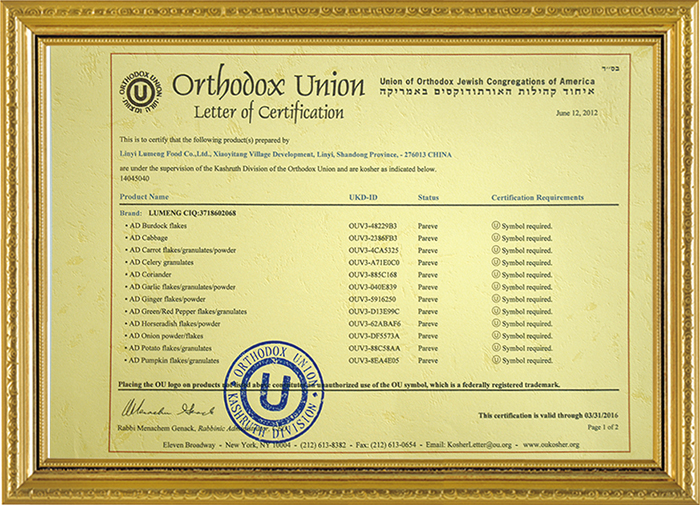 בס״ד
Orthodox Union
Union of Orthodox Jewish Congregations of America
איחוד קהילות האורתודוקסים באמריקה
Letter of Certification
June 12, 2012
This is to certify that the following product(s) prepared by
Linyi Lumeng Food Co.,Ltd., Xiaoyitang Village Development, Linyi, Shandong Province, - 276013 CHINA
are under the supervision of the Kashruth Division of the Orthodox Union and are kosher as indicated below.
14045040
Product Name UKD-ID Status Certification Requirements
Brand: LUMENG CIQ:3718602068
• AD Burdock flakes OUV3-48229B3 Pareve U Symbol required.
• AD Cabbage OUV3-2386FB3 Pareve U Symbol required.
• AD Carrot flakes/granulates/powder OUV3-4CA5325 Pareve U Symbol required.
• AD Celery granulates OUV3-A71E0C0 Pareve U Symbol required.
• AD Coriander OUV3-885C168 Pareve U Symbol required.
• AD Garlic flakes/granulates/powder OUV3-040E839 Pareve U Symbol required.
• AD Ginger flakes/powder OUV3-5916250 Pareve U Symbol required.
• AD Green/Red Pepper flakes/granulates OUV3-D13E99C Pareve U Symbol required.
• AD Horseradish flakes/powder OUV3-62ABAF6 Pareve U Symbol required.
• AD Onion powder/flakes OUV3-DF5573A Pareve U Symbol required.
• AD Potato flakes/granulates OUV3-88C58AA Pareve U Symbol required.
• AD Pumpkin flakes/granulates OUV3-8EA4E05 Pareve U Symbol required.
Placing the OU logo on products not listed above constitutes an unauthorized use of the OU symbol, which is a federally registered trademark.
ORTHODOX UNION
U
KASHRUTH DIVISION
Menachem Genack
This certification is valid through 03/31/2016
Rabbi Menachem Genack, Rabbinic
Page 1 of 2
Eleven Broadway - New York, NY 10004 - (212) 613-8382 - Fax: (212) 613-0654 - Email: KosherLetter@ou.org - www.oukosher.org